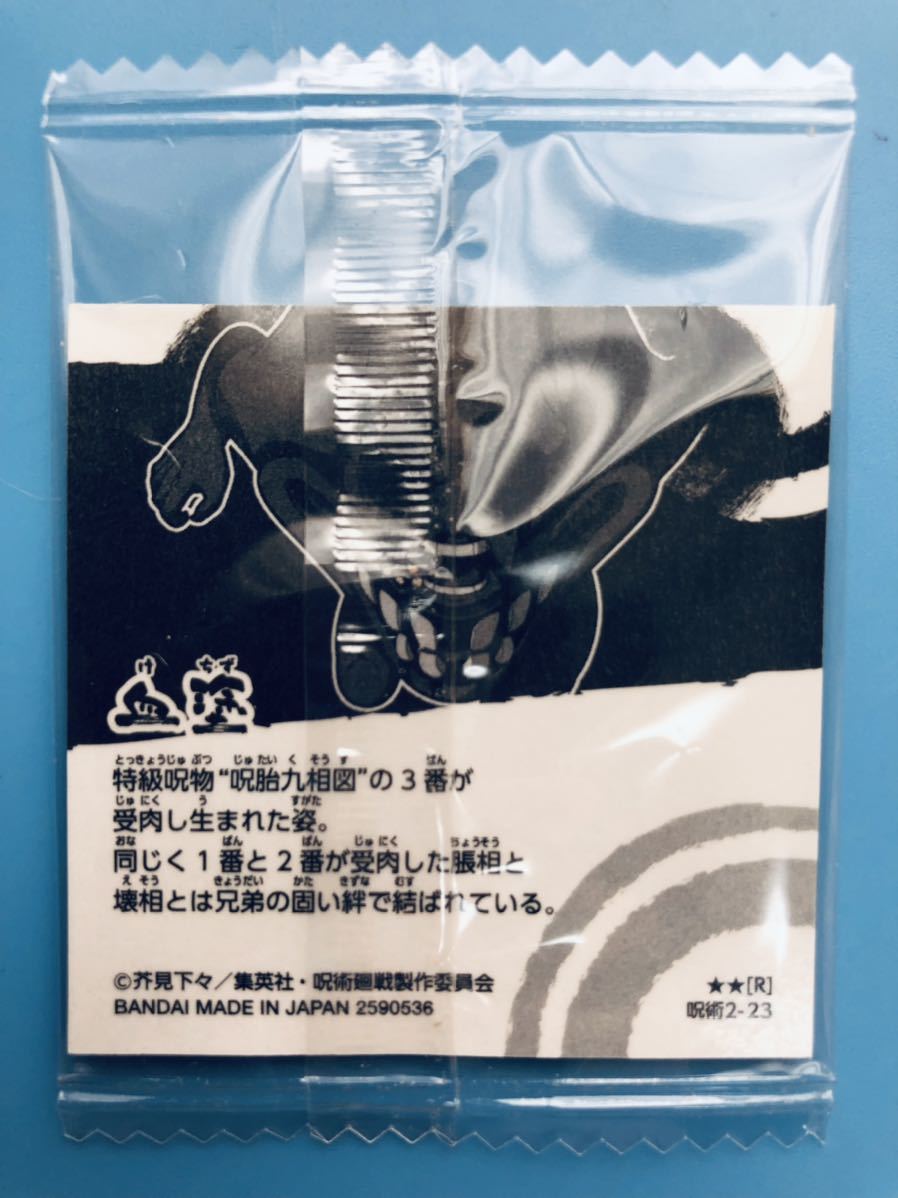 血塗
特級呪物“呪胎九相図”の3番が
受肉し生まれた姿。
同じく1番と2番が受肉した脹相と
壊相とは兄弟の固い絆で結ばれている。
©芥見下々／集英社・呪術廻戦製作委員会
BANDAI MADE IN JAPAN 2590536
★★[R]
呪術2-23